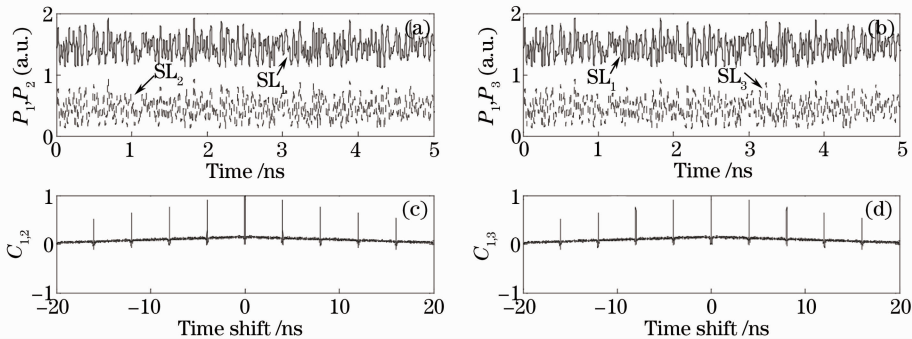 2
1
0
P₁,P₂ (a.u.)
(a)
SL₂
SL₁
0 1 2 3 4 5
Time /ns
2
1
0
P₁,P₃ (a.u.)
(b)
SL₁
SL₃
0 1 2 3 4 5
Time /ns
1
0
−1
C₁,₂
(c)
−20 −10 0 10 20
Time shift /ns
1
0
−1
C₁,₃
(d)
−20 −10 0 10 20
Time shift /ns